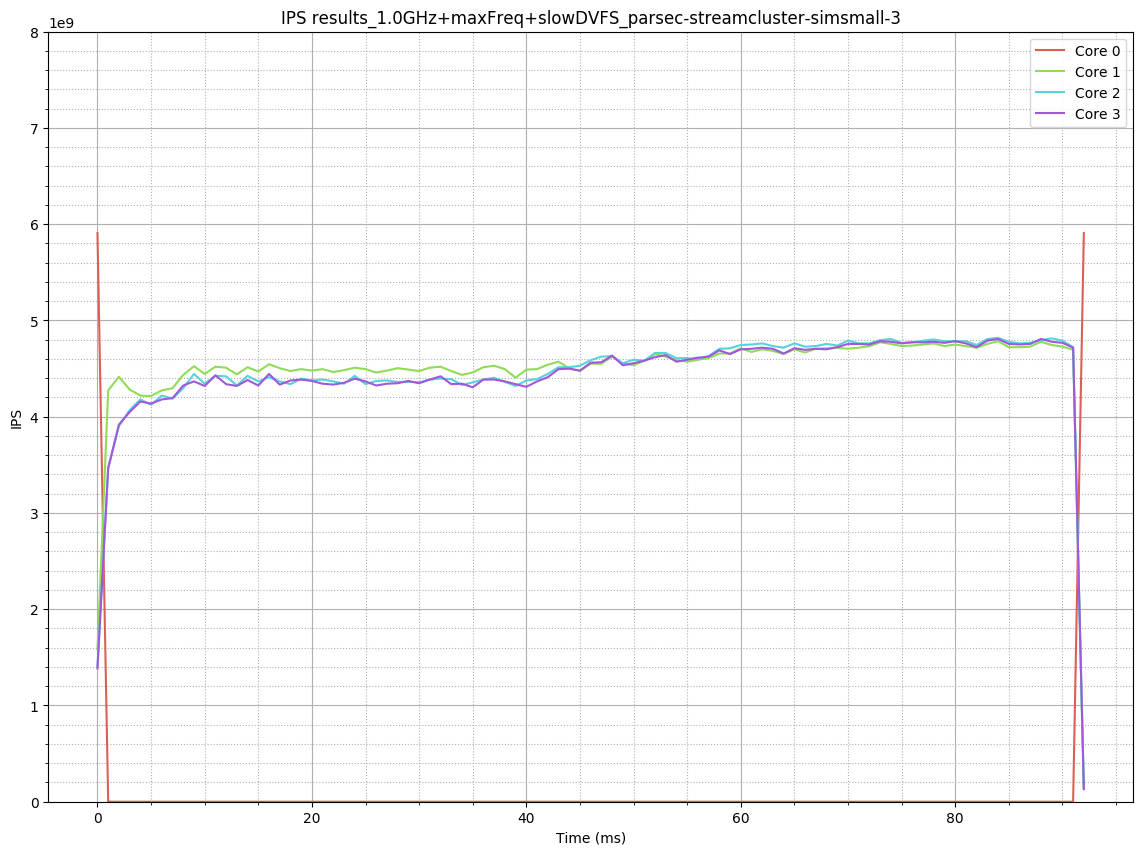 IPS results_1.0GHz+maxFreq+slowDVFS_parsec-streamcluster-simsmall-3
1e9
Core 0
Core 1
Core 2
Core 3
8
7
6
5
4
3
2
1
0
IPS
0 20 40 60 80
Time (ms)